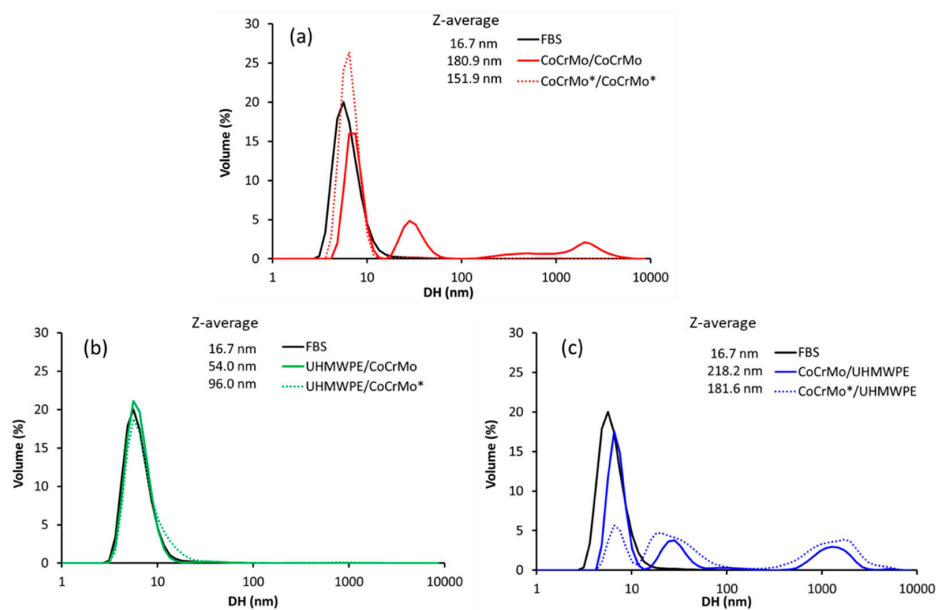 Z-average
(a)
16.7 nm FBS
180.9 nm CoCrMo/CoCrMo
151.9 nm CoCrMo*/CoCrMo*
30
25
20
15
10
5
0
Volume (%)
1 10 100 1000 10000
DH (nm)
Z-average
(b)
16.7 nm FBS
54.0 nm UHMWPE/CoCrMo
96.0 nm UHMWPE/CoCrMo*
30
25
20
15
10
5
0
Volume (%)
1 10 100 1000 10000
DH (nm)
Z-average
(c)
16.7 nm FBS
218.2 nm CoCrMo/UHMWPE
181.6 nm CoCrMo*/UHMWPE
30
25
20
15
10
5
0
Volume (%)
1 10 100 1000 10000
DH (nm)